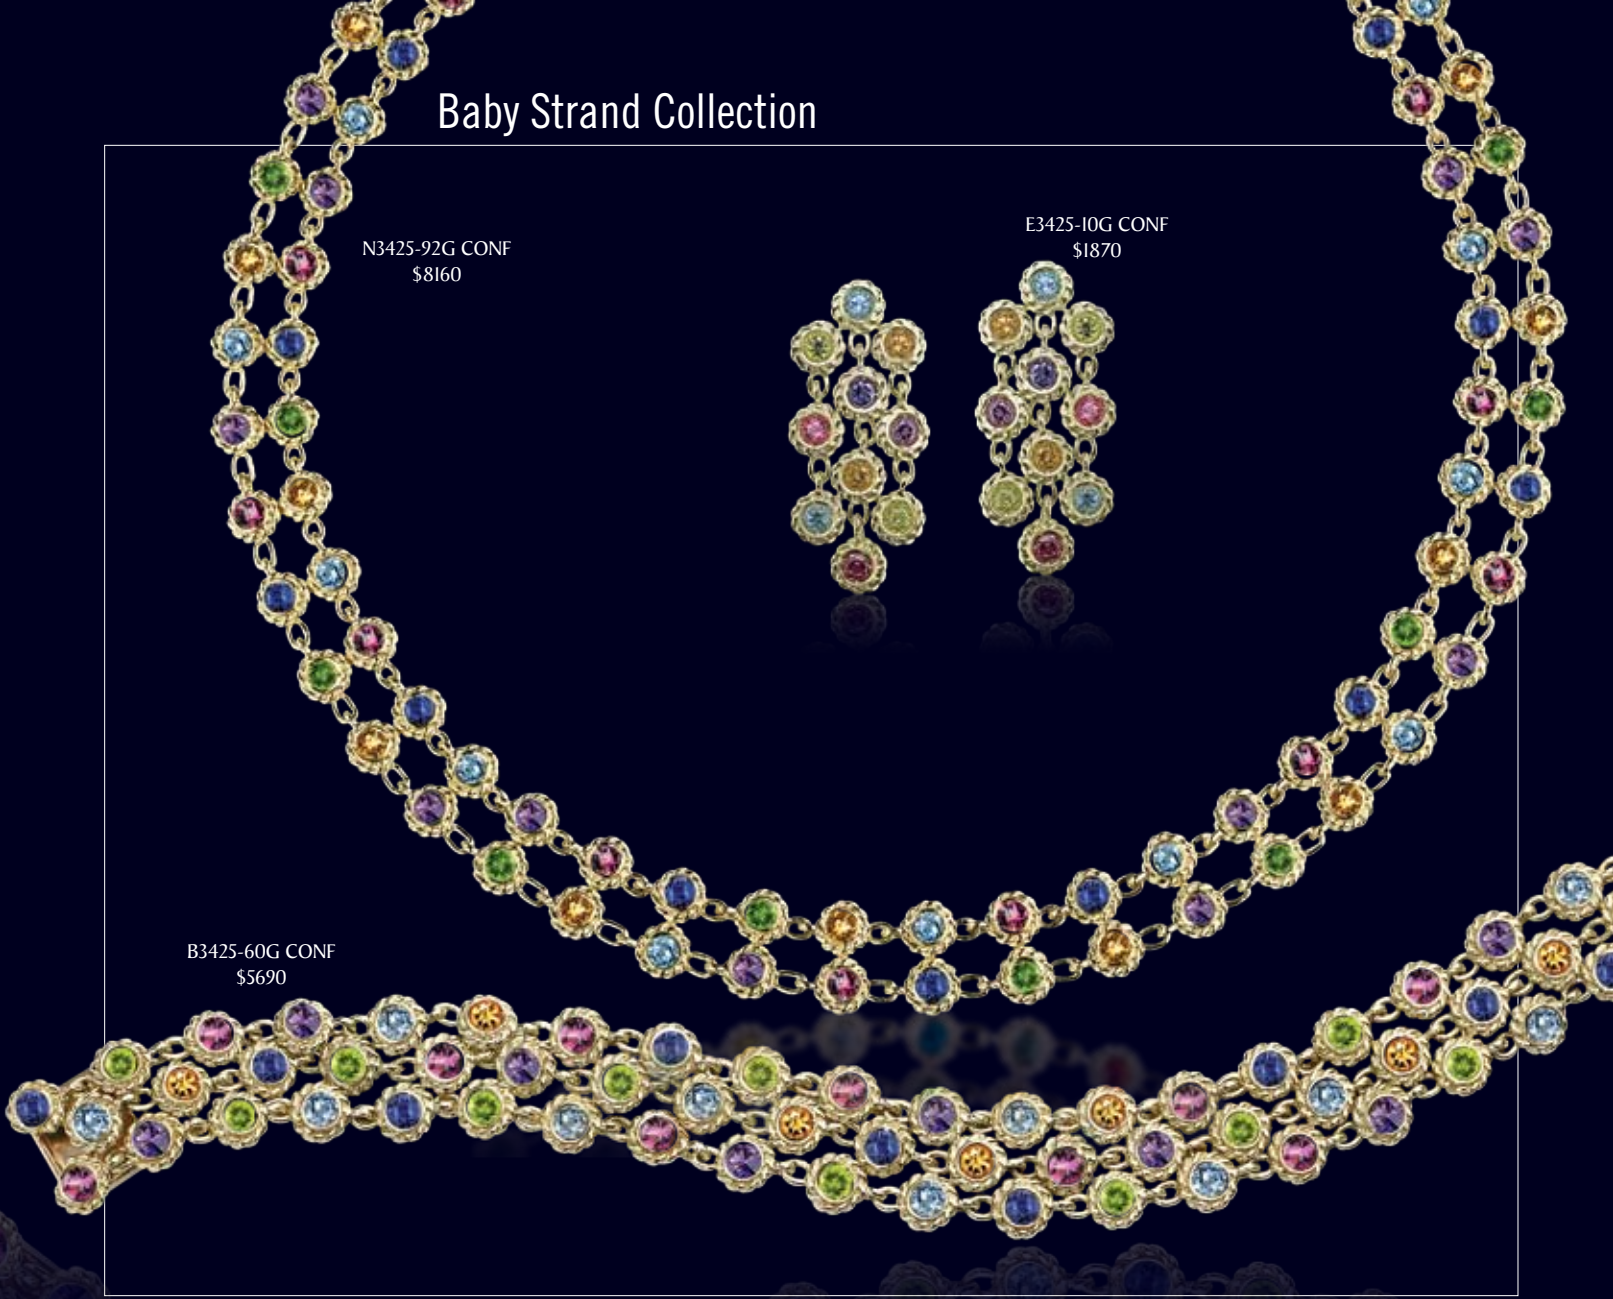 Baby Strand Collection
N3425-92G CONF
$8160
E3425-10G CONF
$1870
B3425-60G CONF
$5690